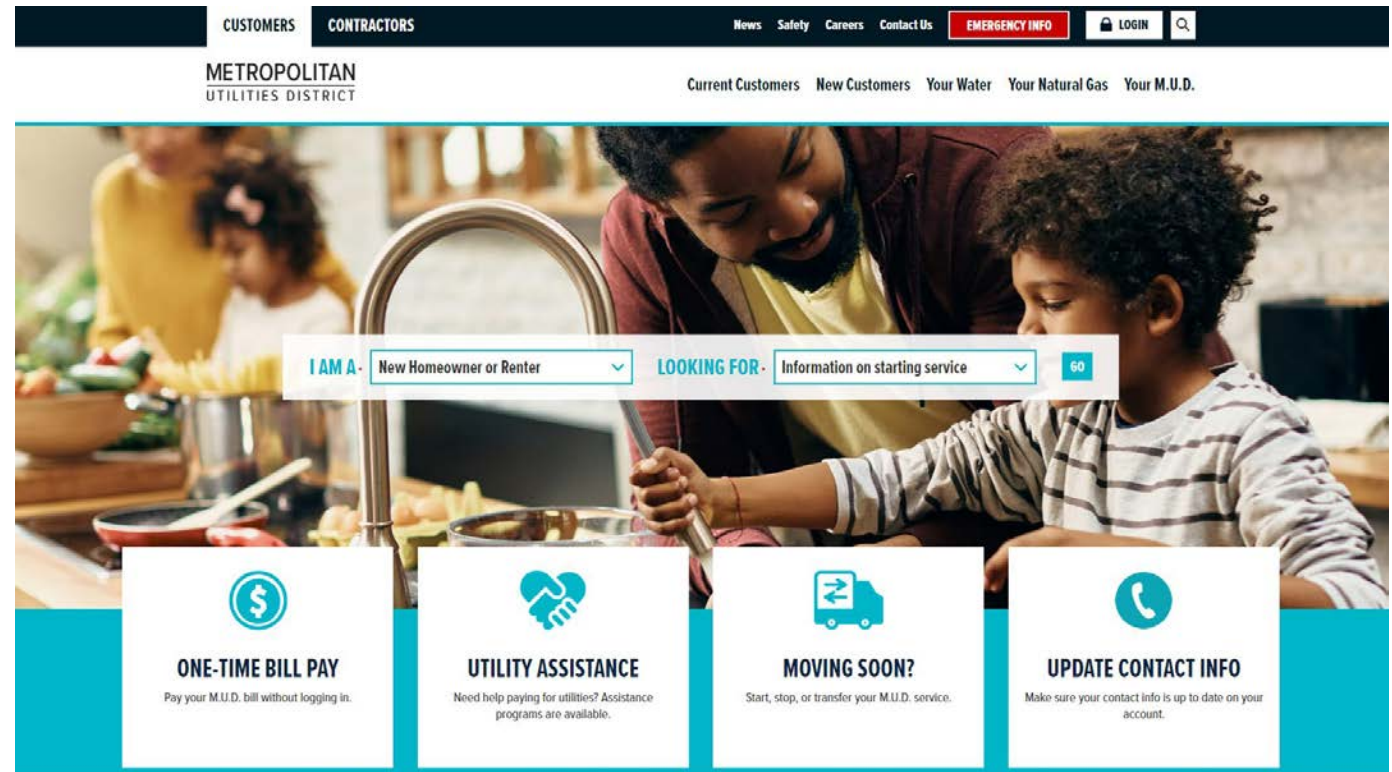 CUSTOMERS CONTRACTORS News Safety Careers Contact Us EMERGENCY INFO LOGIN
METROPOLITAN
UTILITIES DISTRICT
Current Customers New Customers Your Water Your Natural Gas Your M.U.D.
I AM A· New Homeowner or Renter LOOKING FOR· Information on starting service GO
$
ONE-TIME BILL PAY
Pay your M.U.D. bill without logging in.
UTILITY ASSISTANCE
Need help paying for utilities? Assistance
programs are available.
MOVING SOON?
Start, stop, or transfer your M.U.D. service.
UPDATE CONTACT INFO
Make sure your contact info is up to date on your
account.